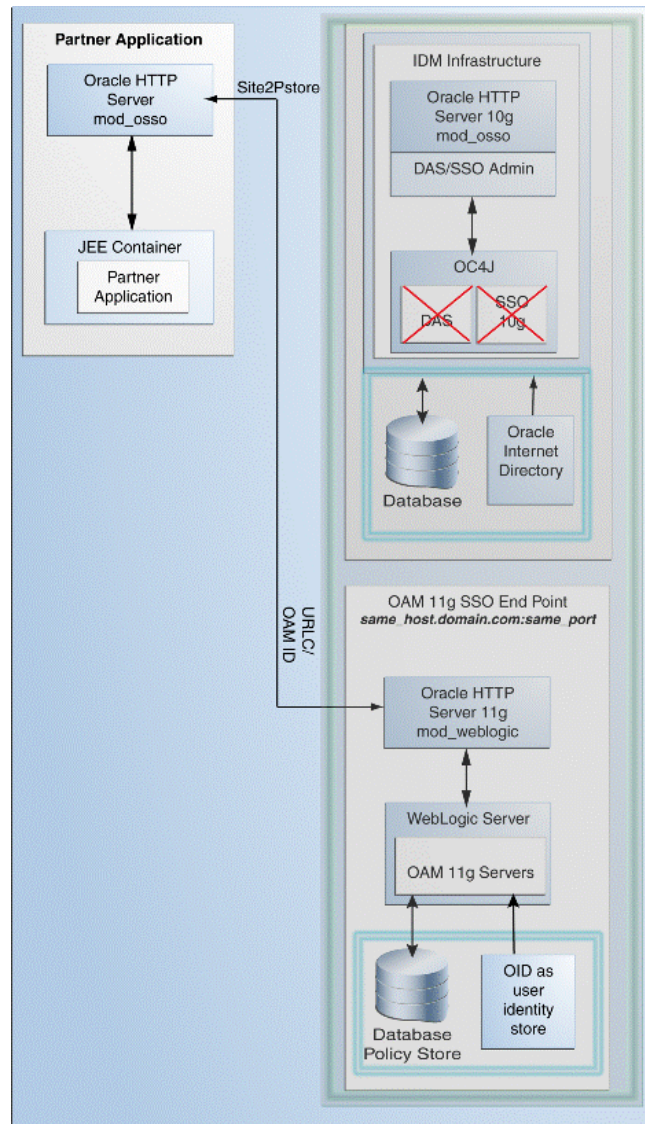 Partner Application
Oracle HTTP
Server
mod_osso
JEE Container
Partner
Application
Site2Pstore
URLC/
OAM ID
IDM Infrastructure
Oracle HTTP
Server 10g
mod_osso
DAS/SSO Admin
OC4J
DAS
SSO
10g
Database
Oracle
Internet
Directory
OAM 11g SSO End Point
same_host.domain.com:same_port
Oracle HTTP
Server 11g
mod_weblogic
WebLogic Server
OAM 11g Servers
Database
Policy Store
OID as
user
identity
store